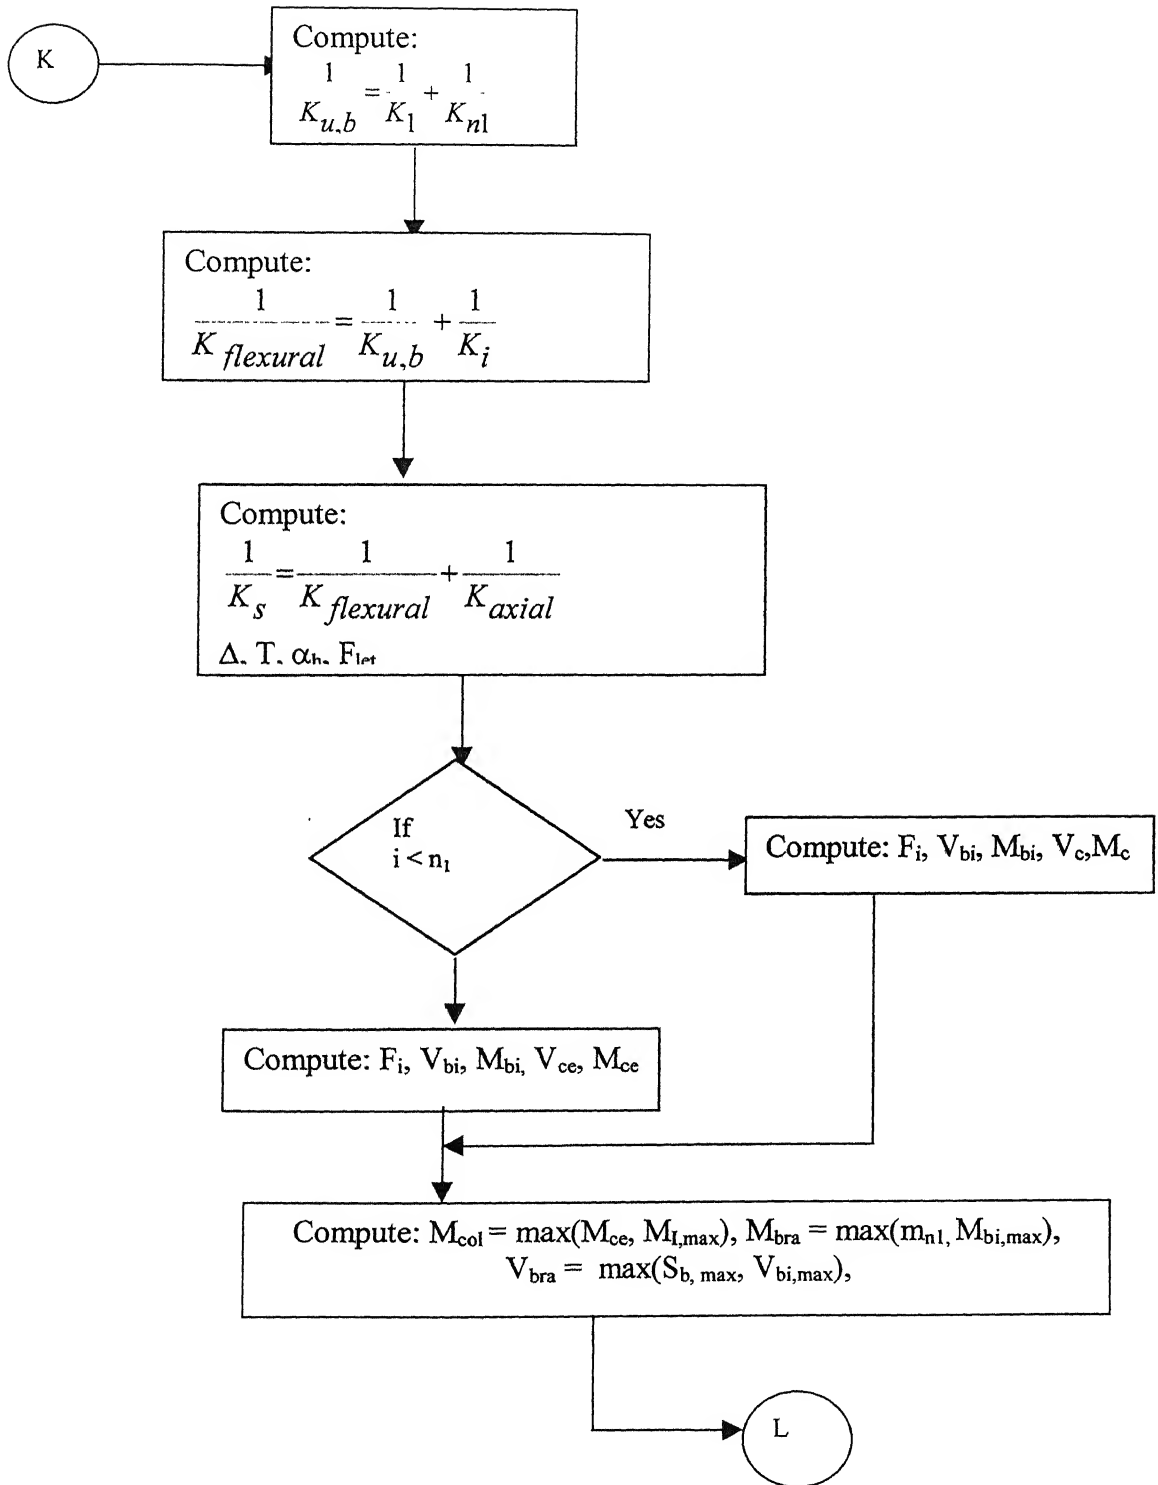 K
Compute:
1/K_{u,b} = 1/K_1 + 1/K_{n1}
Compute:
1/K_{flexural} = 1/K_{u,b} + 1/K_i
Compute:
1/K_s = 1/K_{flexural} + 1/K_{axial}
Δ, T, α_h, F
If
i < n_1
Yes
Compute: F_i, V_{bi}, M_{bi}, V_c,M_c
Compute: F_i, V_{bi}, M_{bi,} V_{ce}, M_{ce}
Compute: M_{col} = max(M_{ce}, M_{I,max}), M_{bra} = max(m_{n1,} M_{bi,max}),
V_{bra} = max(S_{b, max}, V_{bi,max}),
L